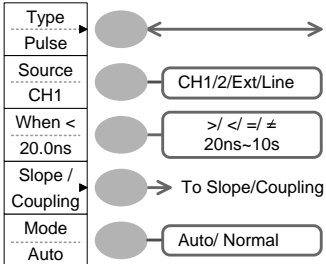 Type
Pulse
Source
CH1
CH1/2/Ext/Line
When <
20.0ns
>/ </ =/ ≠
20ns~10s
Slope /
Coupling
To Slope/Coupling
Mode
Auto
Auto/ Normal